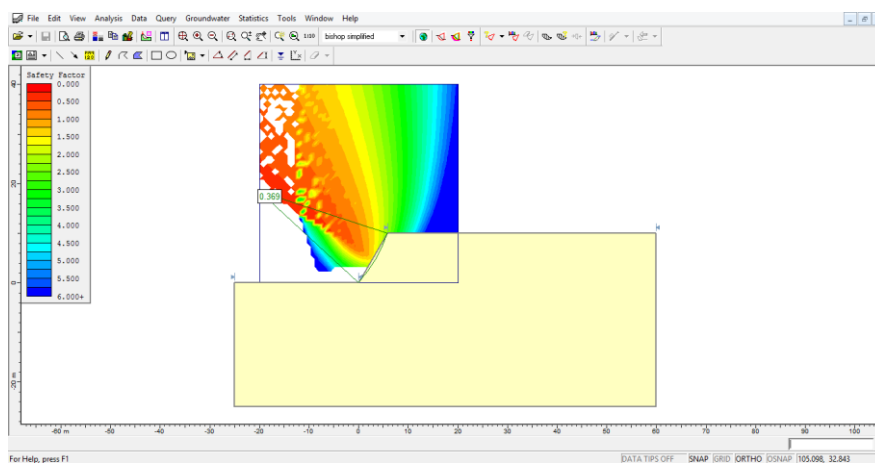 File Edit View Analysis Data Query Groundwater Statistics Tools Window Help
bishop simplified
Safety Factor
0.000
0.500
1.000
1.500
2.000
2.500
3.000
3.500
4.000
4.500
5.000
5.500
6.000+
0.369
40
20
0
-20 m
-60 m -50 -40 -30 -20 -10 0 10 20 30 40 50 60 70 80 90 100
For Help, press F1
DATA TIPS OFF SNAP GRID ORTHO OSNAP 105.098, 32.843